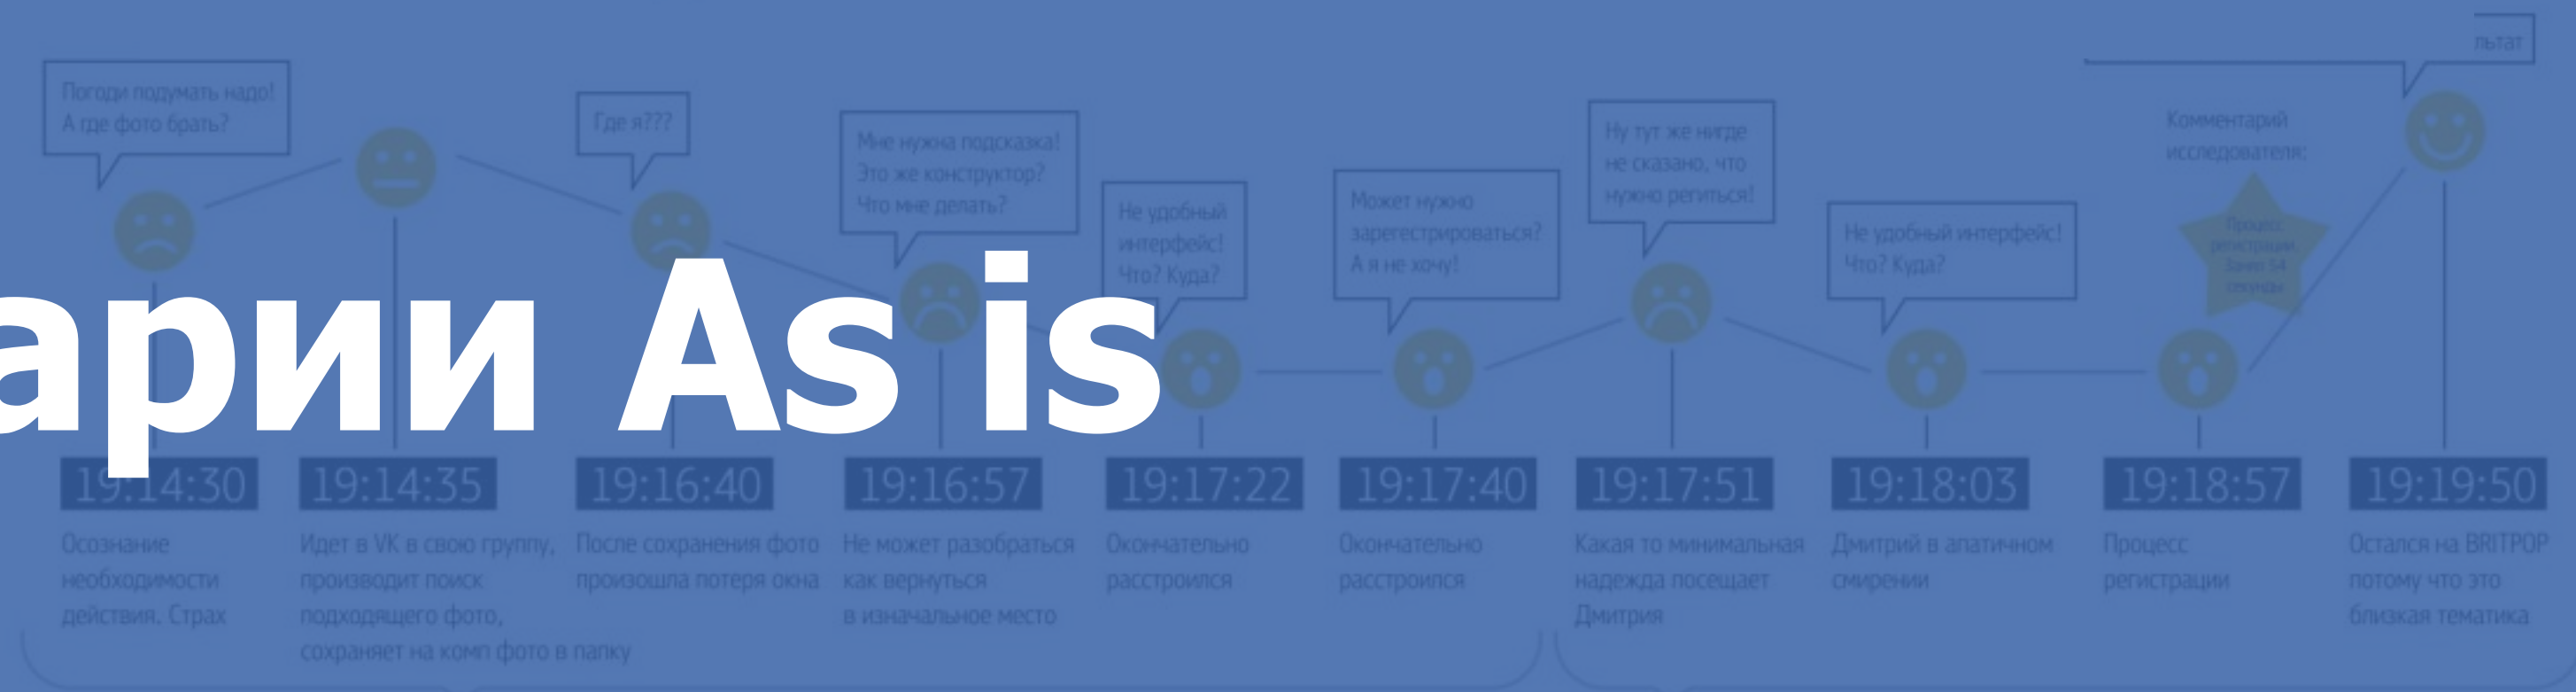 льтат
Погоди подумать надо!
А где фото брать?
Где я???
Мне нужна подсказка!
Это же конструктор?
Что мне делать?
Не удобный
интерфейс!
Что? Куда?
Может нужно
зарегестрироваться?
А я не хочу!
Ну тут же нигде
не сказано, что
нужно региться!
Не удобный интерфейс!
Что? Куда?
Комментарий
исследователя:
Процесс
регистрации.
Занял 54
секунды
арии As is
19:14:30
19:14:35
19:16:40
19:16:57
19:17:22
19:17:40
19:17:51
19:18:03
19:18:57
19:19:50
Осознание
необходимости
действия. Страх
Идет в VK в свою группу,
производит поиск
подходящего фото,
сохраняет на комп фото в папку
После сохранения фото
произошла потеря окна
Не может разобраться
как вернуться
в изначальное место
Окончательно
расстроился
Окончательно
расстроился
Какая то минимальная
надежда посещает
Дмитрия
Дмитрий в апатичном
смирении
Процесс
регистрации
Остался на BRITPOP
потому что это
близкая тематика